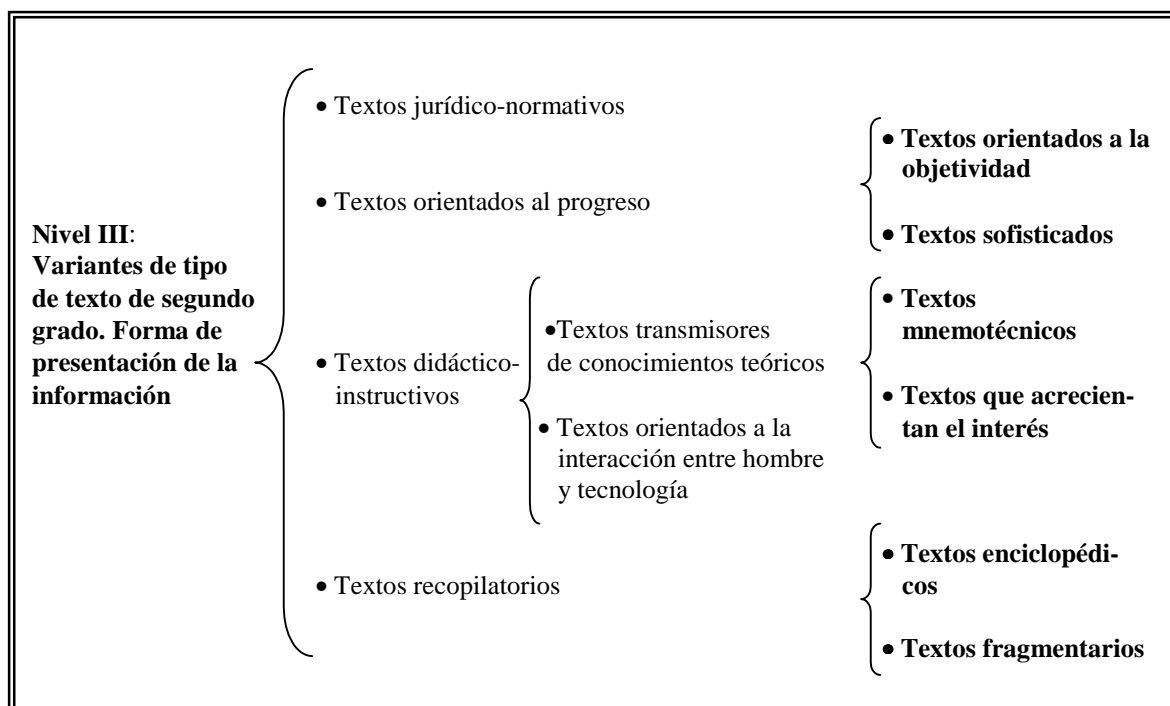 Nivel III:
Variantes de tipo
de texto de segundo
grado. Forma de
presentación de la
información
• Textos jurídico-normativos
• Textos orientados al progreso
• Textos didáctico-
instructivos
• Textos recopilatorios
•Textos transmisores
de conocimientos teóricos
• Textos orientados a la
interacción entre hombre
y tecnología
• Textos orientados a la
objetividad
• Textos sofisticados
• Textos
mnemotécnicos
• Textos que acrecien-
tan el interés
• Textos enciclopédi-
cos
• Textos fragmentarios